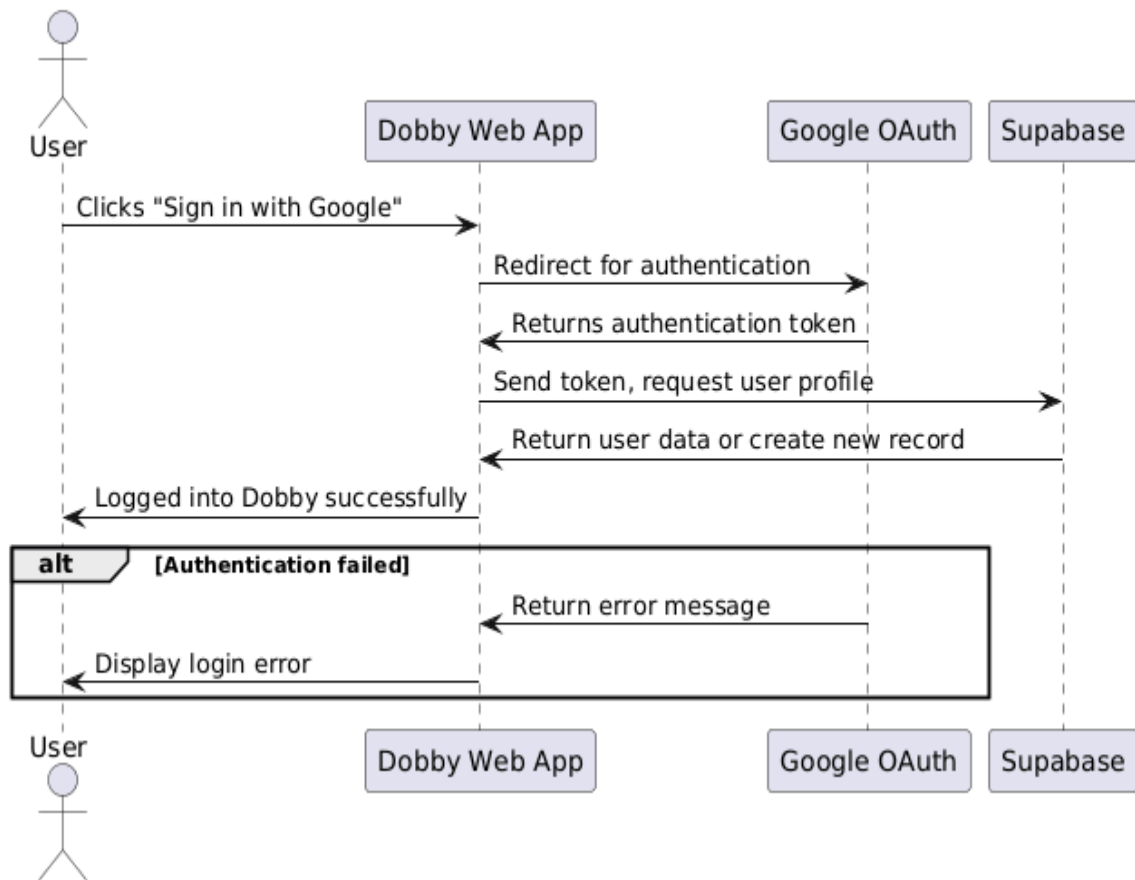 User
Dobby Web App
Google OAuth
Supabase
Clicks "Sign in with Google"
Redirect for authentication
Returns authentication token
Send token, request user profile
Return user data or create new record
Logged into Dobby successfully
alt
[Authentication failed]
Return error message
Display login error
User
Dobby Web App
Google OAuth
Supabase